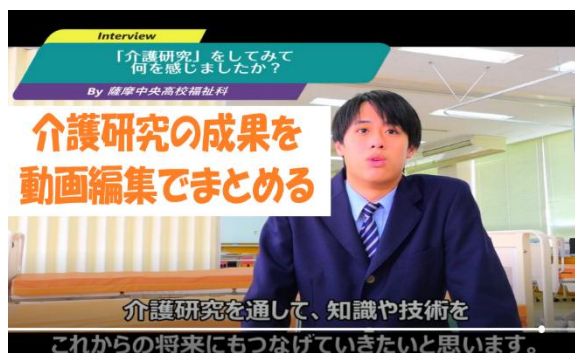 Interview
「介護研究」をしてみて
何を感じましたか？
By 薩摩中央高校福祉科
介護研究の成果を
動画編集でまとめる
介護研究を通して、知識や技術を
これからの将来にもつなげていきたいと思います。